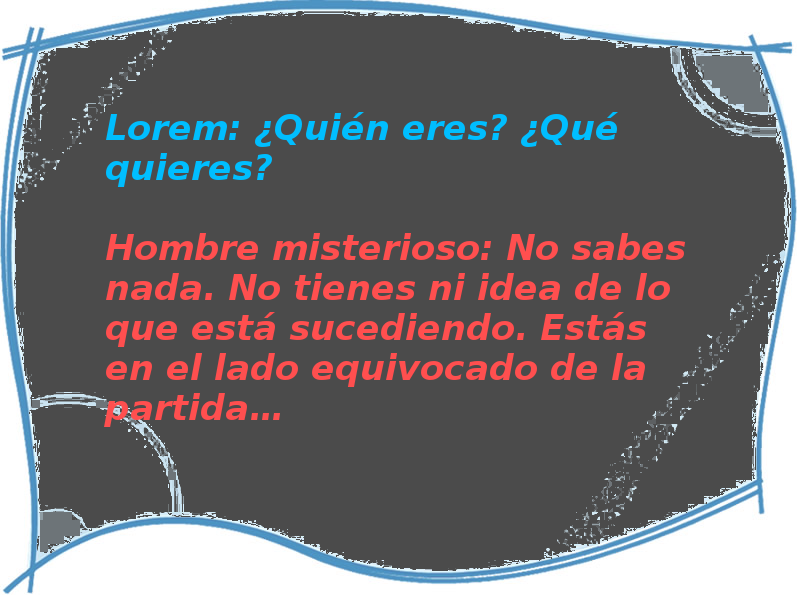 Lorem: ¿Quién eres? ¿Qué
quieres?
Hombre misterioso: No sabes
nada. No tienes ni idea de lo
que está sucediendo. Estás
en el lado equivocado de la
partida…